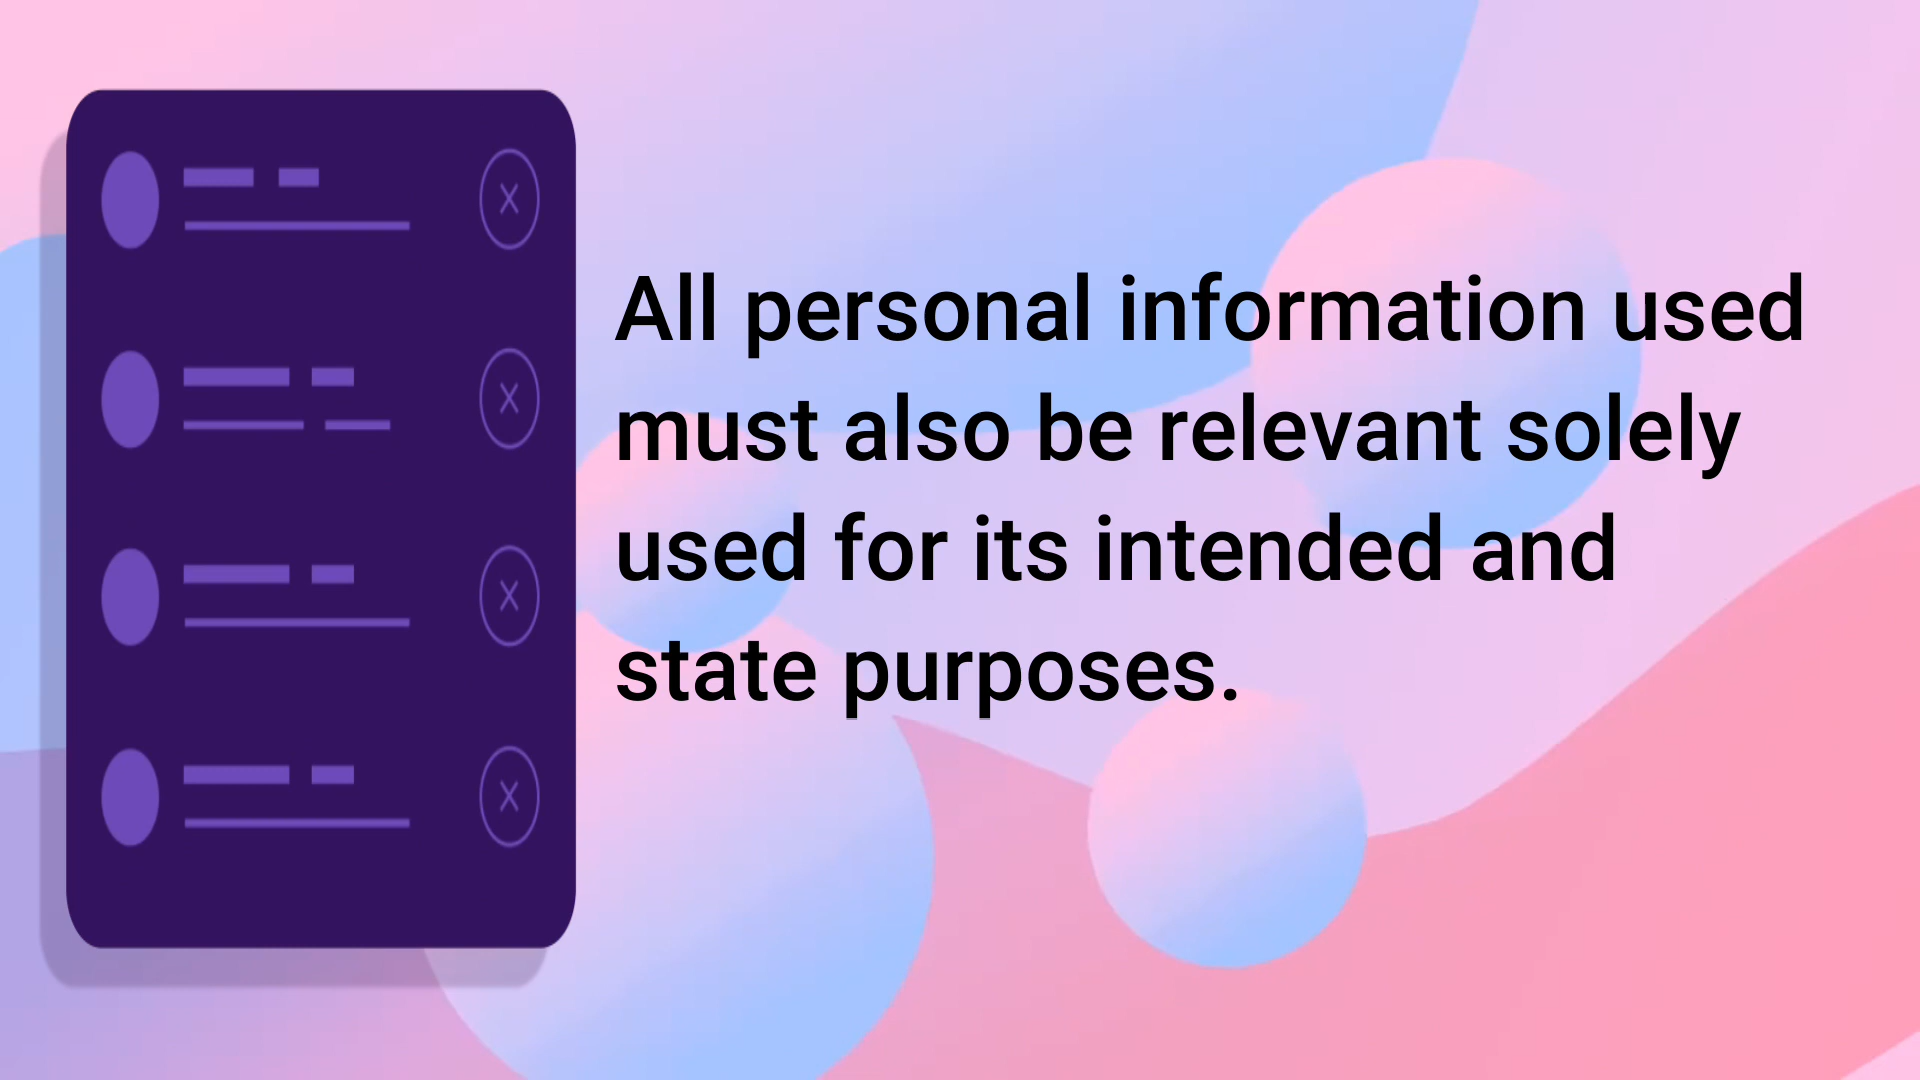 All personal information used
must also be relevant solely
used for its intended and
state purposes.